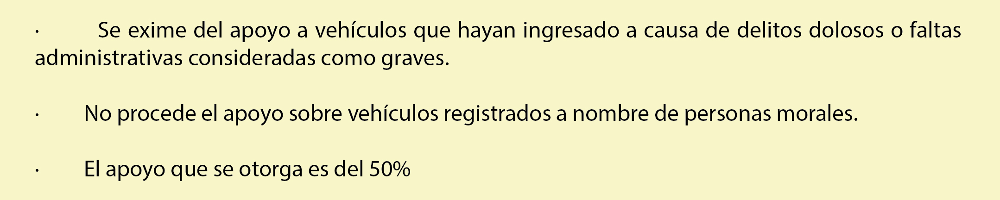 · Se exime del apoyo a vehículos que hayan ingresado a causa de delitos dolosos o faltas
administrativas consideradas como graves.
· No procede el apoyo sobre vehículos registrados a nombre de personas morales.
· El apoyo que se otorga es del 50%